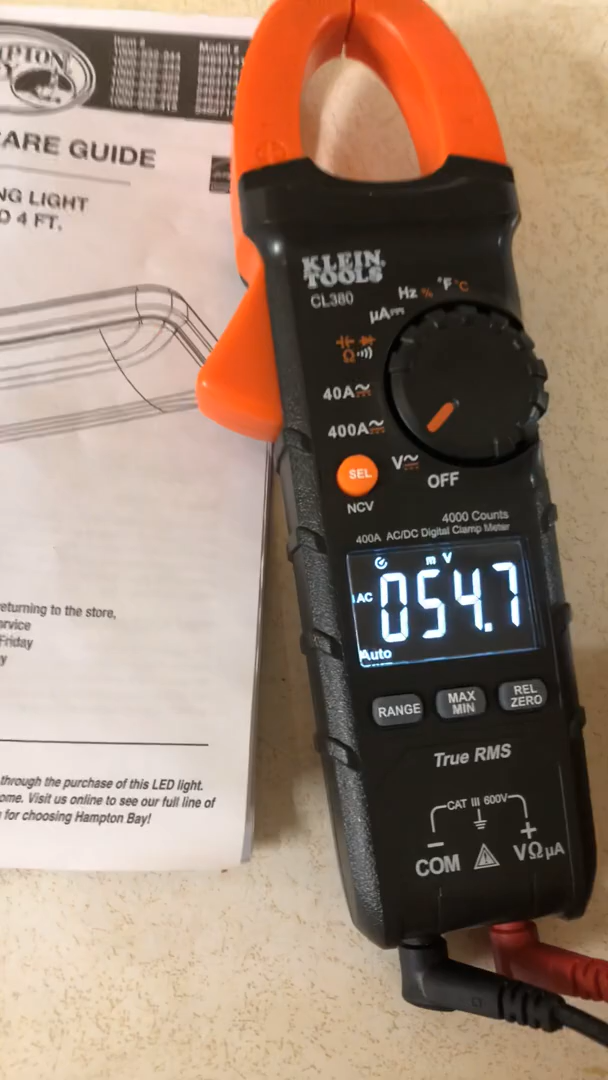 Item #
Model #
CARE GUIDE
NG LIGHT
D 4 FT.
eturning to the store,
ervice
Friday
y
through the purchase of this LED light.
ome. Visit us online to see our full line of
for choosing Hampton Bay!
KLEIN
TOOLS
CL380
Hz % °F °C
µA
Ω
40A
400A
V
OFF
SEL
NCV
4000 Counts
400A AC/DC Digital Clamp Meter
m V
AC
054.7
Auto
RANGE
MAX
MIN
REL
ZERO
True RMS
CAT III 600V
− +
COM
VΩµA